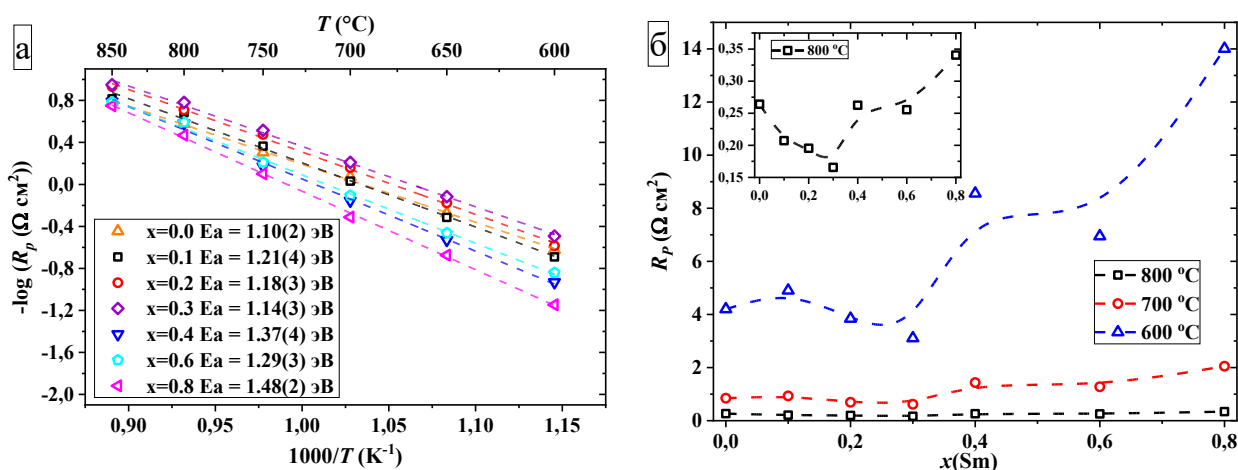 а
T (°C)
850 800 750 700 650 600
-log (Rp (Ω см²)
0.8
0.4
0.0
-0.4
-0.8
-1.2
-1.6
-2.0
x=0.0 Ea = 1.10(2) эВ
x=0.1 Ea = 1.21(4) эВ
x=0.2 Ea = 1.18(3) эВ
x=0.3 Ea = 1.14(3) эВ
x=0.4 Ea = 1.37(4) эВ
x=0.6 Ea = 1.29(3) эВ
x=0.8 Ea = 1.48(2) эВ
0,90 0,95 1,00 1,05 1,10 1,15
1000/T (K⁻¹)
б
Rp (Ω см²)
14
12
10
8
6
4
2
0
0,35
0,30
0,25
0,20
0,15
800 °C
0.0 0.2 0.4 0.6 0.8
800 °C
700 °C
600 °C
0,0 0,2 0,4 0,6 0,8
x(Sm)